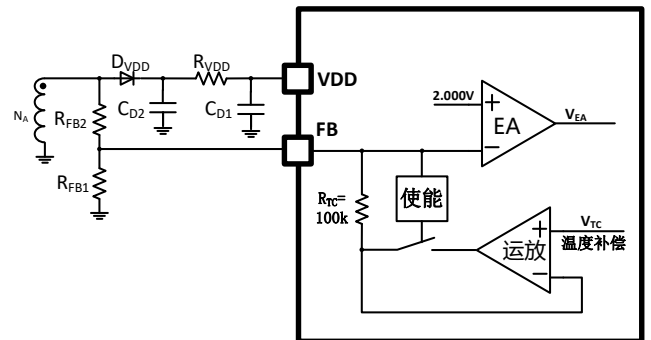 DVDD
RVDD
VDD
CD2
CD1
NA
RFB2
RFB1
FB
2.000V
EA
VEA
RTC=
100k
使能
运放
VTC
温度补偿